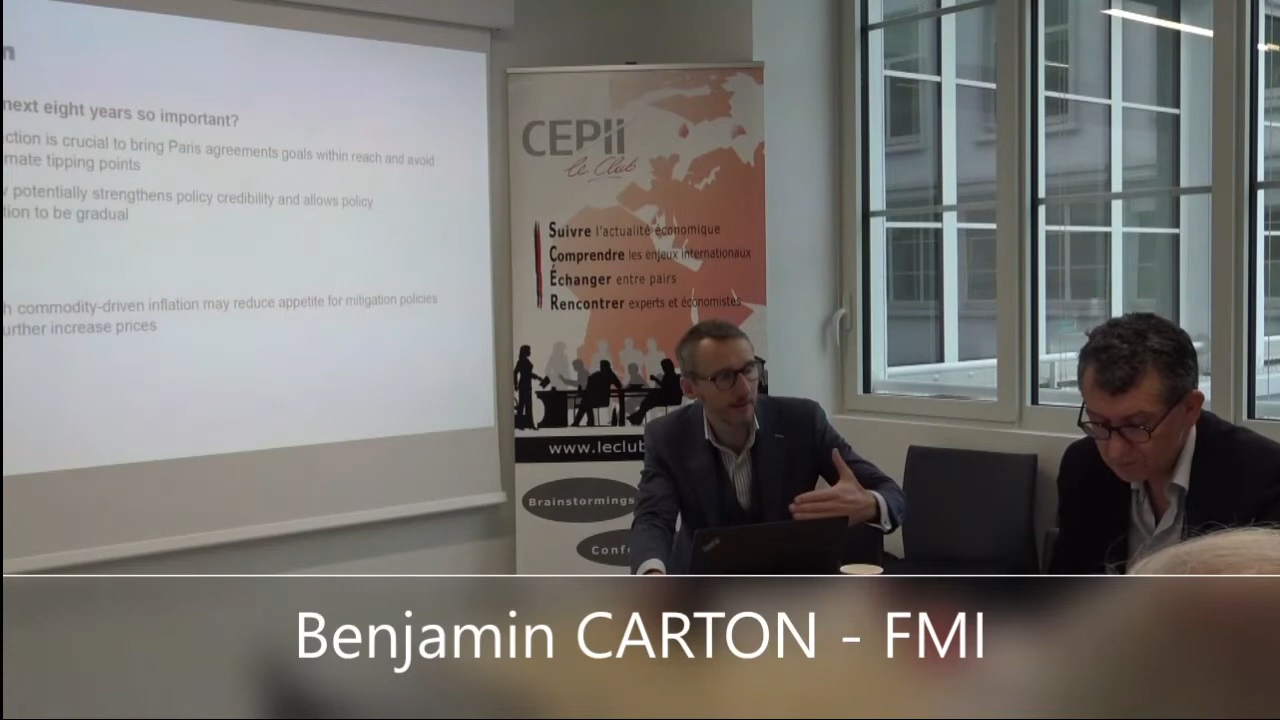 n
next eight years so important?
ction is crucial to bring Paris agreements goals within reach and avoid
mate tipping points
y potentially strengthens policy credibility and allows policy
tion to be gradual
h commodity-driven inflation may reduce appetite for mitigation policies
urther increase prices
CEPII
le Club
Suivre l'actualité économique
Comprendre les enjeux internationaux
Échanger entre pairs
Rencontrer experts et économistes
www.leclub
Brainstormings
Confe
Benjamin CARTON - FMI